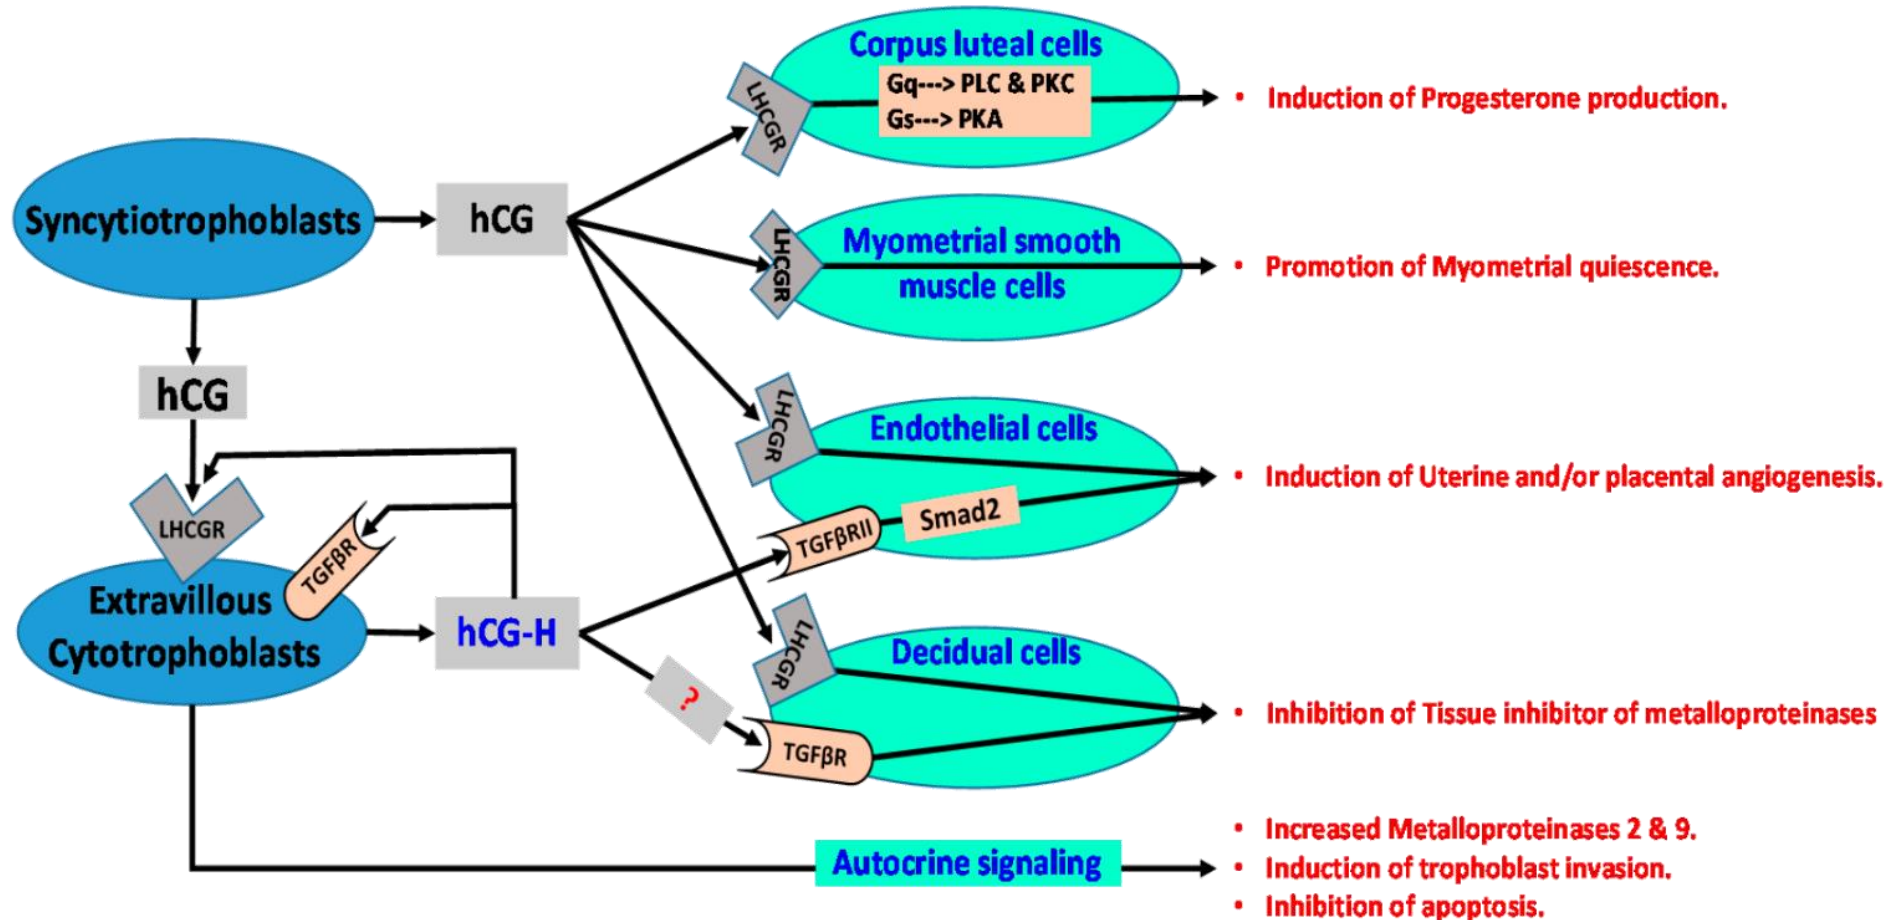 Corpus luteal cells
LHCGR
Gq---> PLC & PKC
Gs---> PKA
• Induction of Progesterone production.
Syncytiotrophoblasts
hCG
LHCGR
Myometrial smooth
muscle cells
• Promotion of Myometrial quiescence.
hCG
LHCGR
Endothelial cells
• Induction of Uterine and/or placental angiogenesis.
Smad2
TGFβRII
LHCGR
TGFβR
Extravillous
Cytotrophoblasts
hCG-H
?
LHCGR
Decidual cells
• Inhibition of Tissue inhibitor of metalloproteinases
TGFβR
Autocrine signaling
• Increased Metalloproteinases 2 & 9.
• Induction of trophoblast invasion.
• Inhibition of apoptosis.